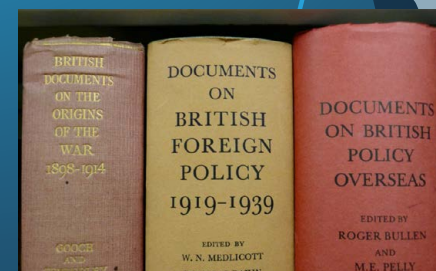 BRITISH
DOCUMENTS
ON THE
ORIGINS
OF THE
WAR
1898-1914
GOOCH
AND
DOCUMENTS
ON
BRITISH
FOREIGN
POLICY
1919-1939
EDITED BY
W. N. MEDLICOTT
DOCUMENTS
ON BRITISH
POLICY
OVERSEAS
EDITED BY
ROGER BULLEN
AND
M.E. PELLY